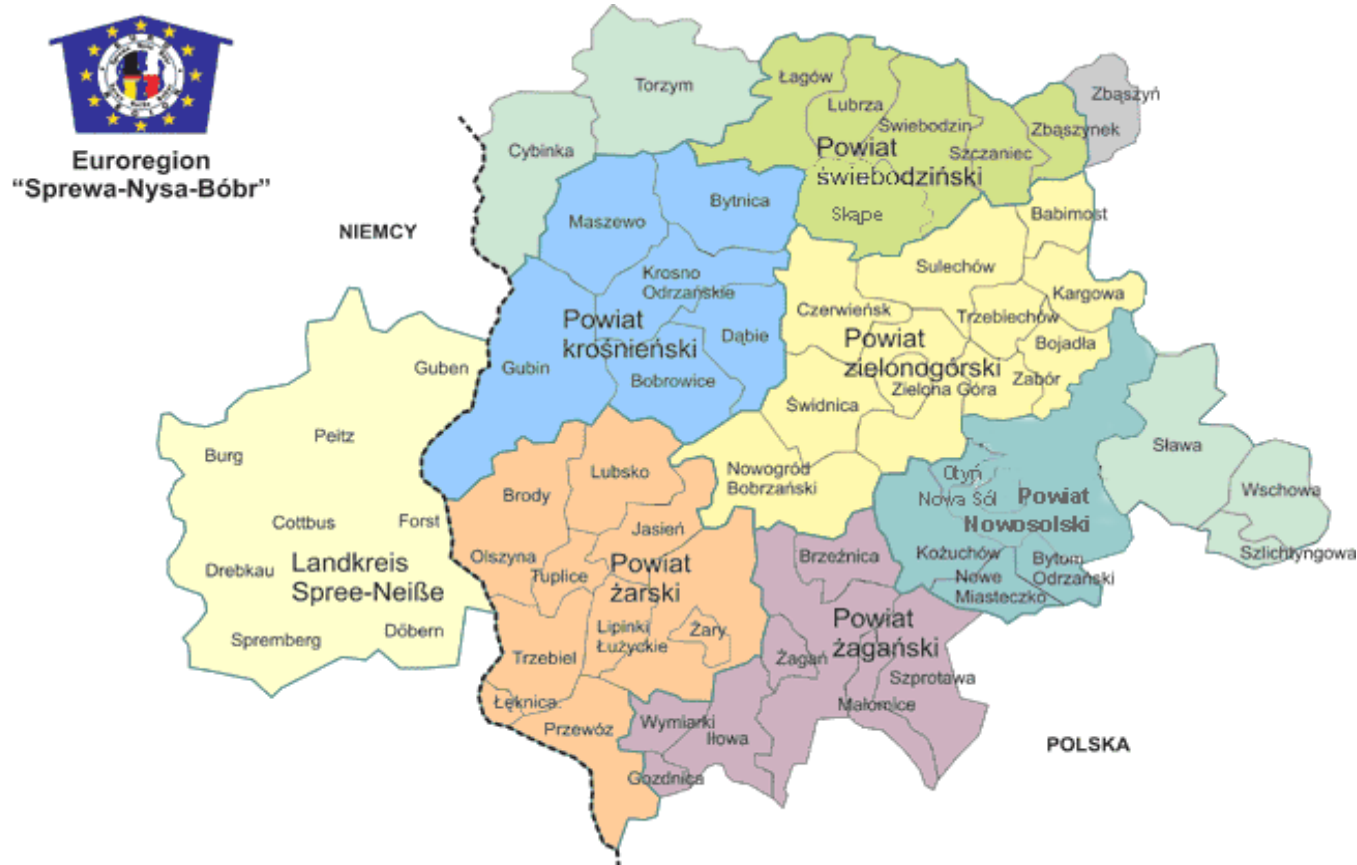 Euroregion
“Sprewa-Nysa-Bóbr”
NIEMCY
POLSKA
Torzym
Cybinka
Łagów
Lubrza
Świebodzin
Szczaniec
Zbąszynek
Zbąszyń
Powiat
świebodziński
Skąpe
Maszewo
Bytnica
Krosno
Odrzańskie
Powiat
krośnieński
Dąbie
Gubin
Bobrowice
Babimost
Sulechów
Kargowa
Czerwieńsk
Trzebiechów
Powiat
zielonogórski
Bojadła
Zabór
Zielona Góra
Świdnica
Nowogród
Bobrzański
Guben
Peitz
Burg
Cottbus
Forst
Drebkau
Landkreis
Spree-Neiße
Spremberg
Döbern
Lubsko
Brody
Jasień
Olszyna
Tuplice
Powiat
żarski
Lipinki
Łużyckie
Żary
Trzebiel
Łęknica
Przewóz
Sława
Wschowa
Szlichtyngowa
Otyń
Nowa Sól
Powiat
Nowosolski
Kożuchów
Bytom
Odrzański
Nowe
Miasteczko
Brzeźnica
Powiat
żagański
Żagań
Szprotawa
Małomice
Wymiarki
Iłowa
Gozdnica